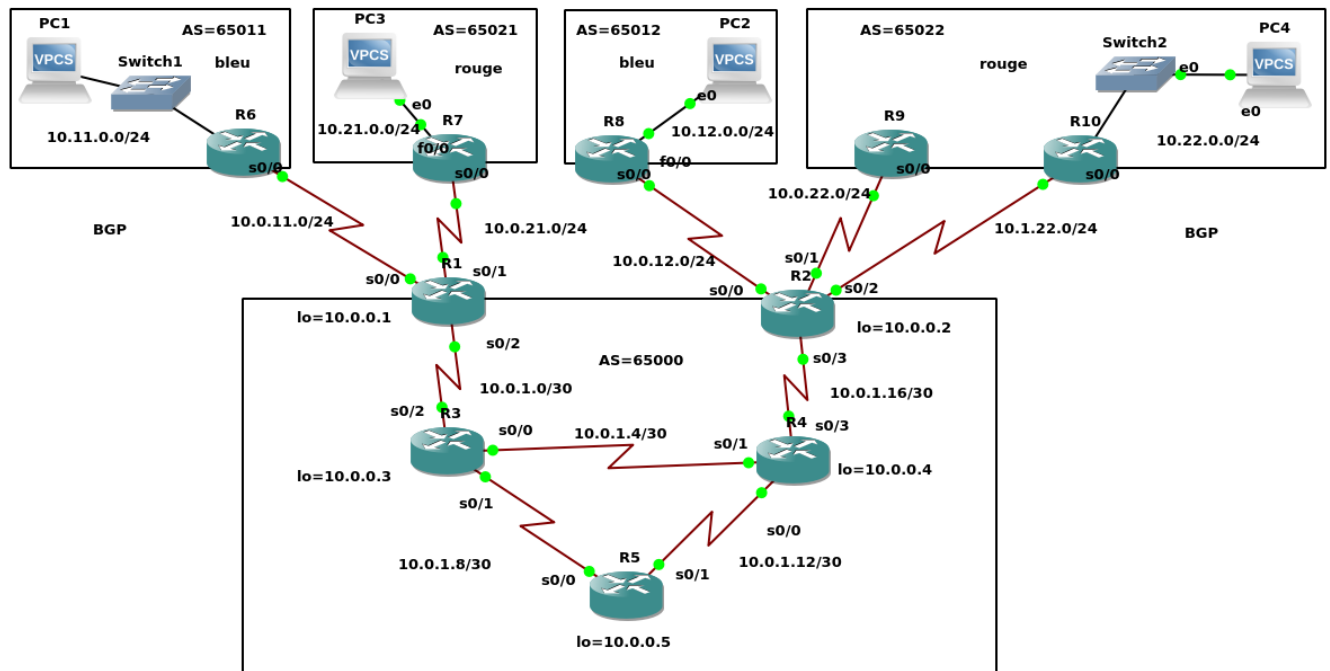 PC1
VPCS
Switch1
AS=65011
bleu
10.11.0.0/24
R6
s0/0
PC3
VPCS
AS=65021
rouge
e0
10.21.0.0/24
R7
f0/0
s0/0
AS=65012
bleu
PC2
VPCS
e0
10.12.0.0/24
R8
f0/0
s0/0
AS=65022
rouge
Switch2
PC4
VPCS
e0
e0
R9
s0/0
R10
s0/0
10.22.0.0/24
BGP
10.0.11.0/24
10.0.21.0/24
10.0.12.0/24
10.0.22.0/24
10.1.22.0/24
BGP
s0/0
R1
s0/1
lo=10.0.0.1
s0/2
s0/0
s0/1
R2
s0/2
lo=10.0.0.2
s0/3
AS=65000
10.0.1.0/30
10.0.1.16/30
s0/2
R3
s0/0
lo=10.0.0.3
s0/1
10.0.1.4/30
s0/3
R4
s0/1
lo=10.0.0.4
s0/0
10.0.1.8/30
10.0.1.12/30
R5
s0/0
s0/1
lo=10.0.0.5